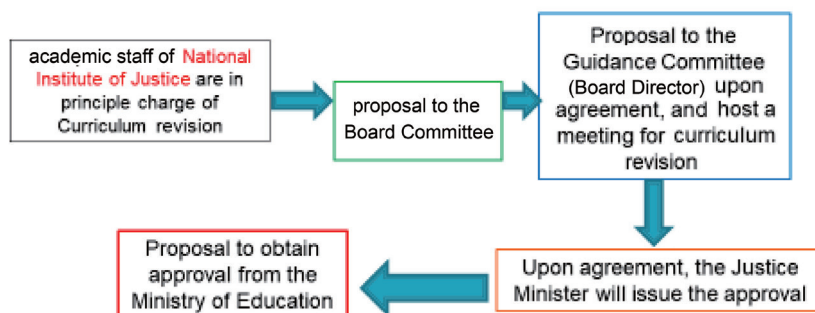 academic staff of National
Institute of Justice are in
principle charge of
Curriculum revision
proposal to the
Board Committee
Proposal to the
Guidance Committee
(Board Director) upon
agreement, and host a
meeting for curriculum
revision
Upon agreement, the Justice
Minister will issue the approval
Proposal to obtain
approval from the
Ministry of Education